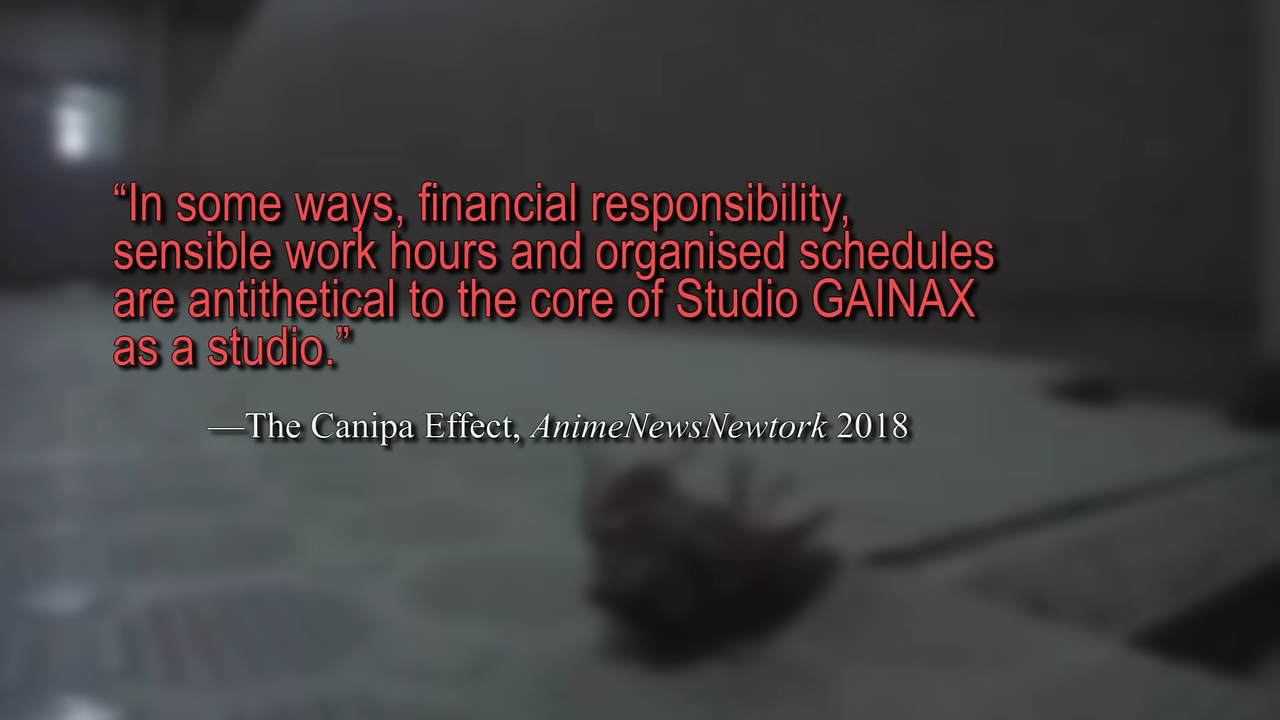 “In some ways, financial responsibility,
sensible work hours and organised schedules
are antithetical to the core of Studio GAINAX
as a studio.”
—The Canipa Effect, AnimeNewsNewtork 2018